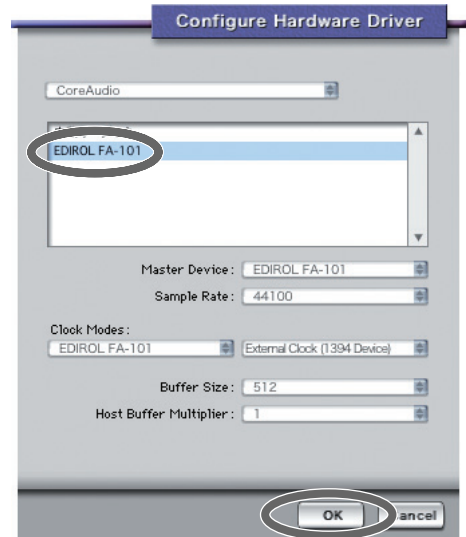 Configure Hardware Driver
CoreAudio
EDIROL FA-101
Master Device: EDIROL FA-101
Sample Rate: 44100
Clock Modes:
EDIROL FA-101 External Clock (1394 Device)
Buffer Size: 512
Host Buffer Multiplier: 1
OK